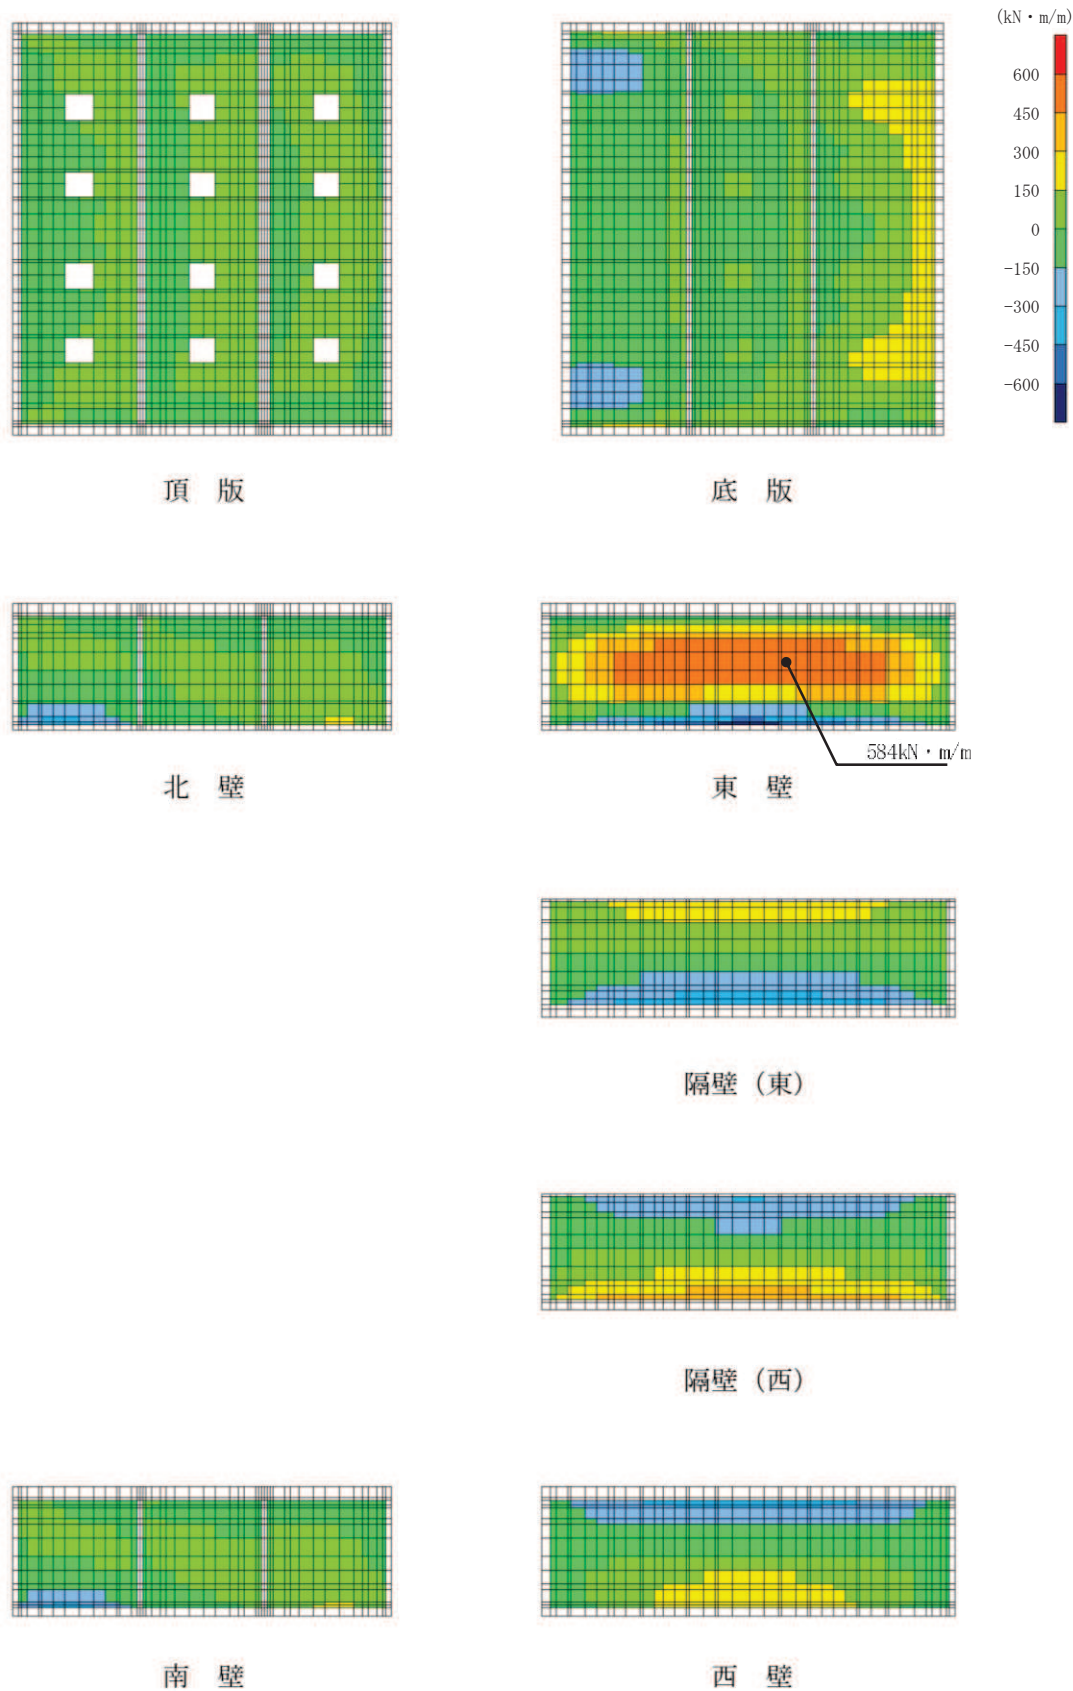 (kN・m/m)
600
450
300
150
0
-150
-300
-450
-600
頂 版
底 版
584kN・m/m
北 壁
東 壁
隔壁（東）
隔壁（西）
南 壁
西 壁